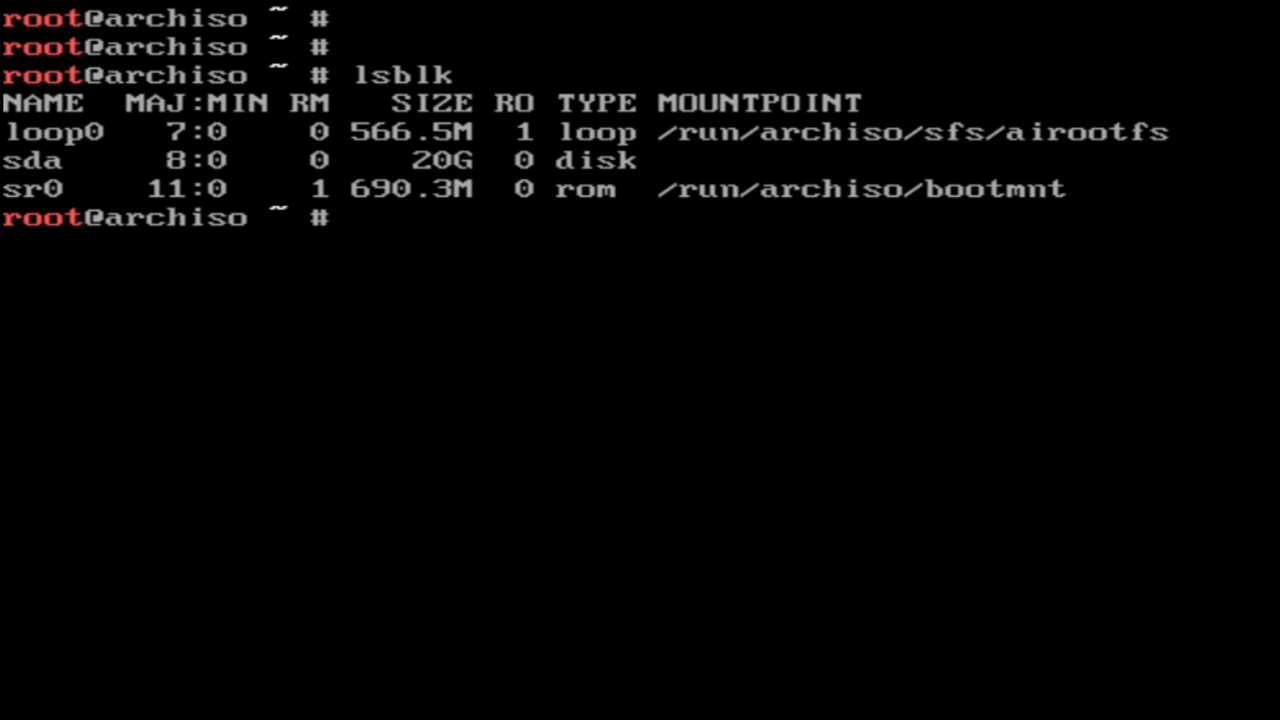 root@archiso ~ #
root@archiso ~ #
root@archiso ~ # lsblk
NAME  MAJ:MIN RM   SIZE RO TYPE MOUNTPOINT
loop0   7:0    0 566.5M  1 loop /run/archiso/sfs/airootfs
sda     8:0    0    20G  0 disk
sr0    11:0    1 690.3M  0 rom  /run/archiso/bootmnt
root@archiso ~ #